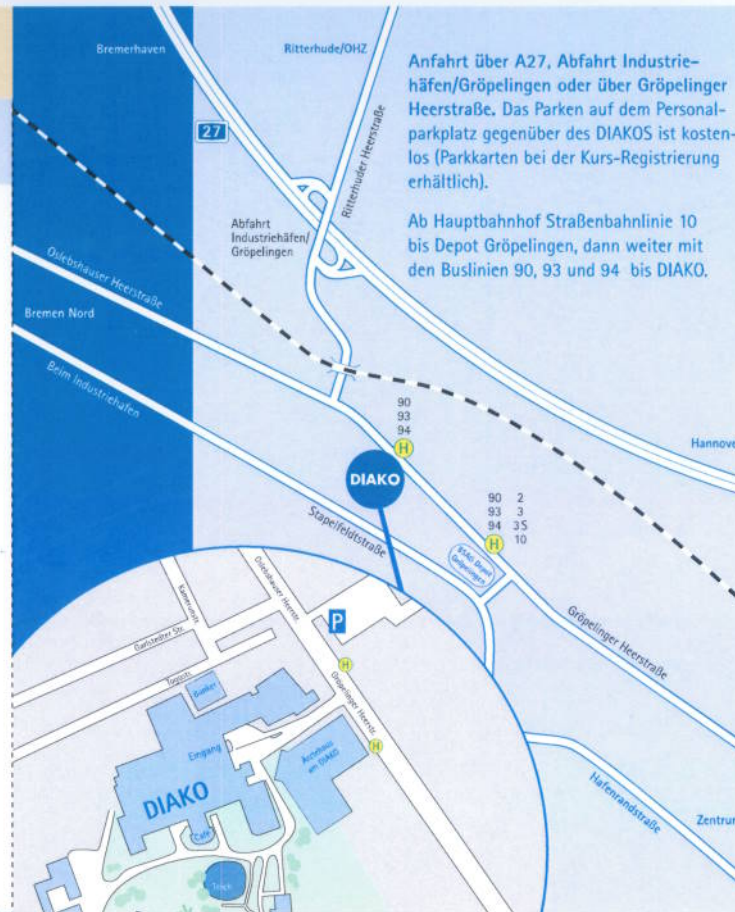 Bremerhaven
Ritterhude/OHZ
Anfahrt über A27, Abfahrt Industrie-
häfen/Gröpelingen oder über Gröpelinger
Heerstraße. Das Parken auf dem Personal-
parkplatz gegenüber des DIAKOS ist kosten-
los (Parkkarten bei der Kurs-Registrierung
erhältlich).
Ab Hauptbahnhof Straßenbahnlinie 10
bis Depot Gröpelingen, dann weiter mit
den Buslinien 90, 93 und 94 bis DIAKO.
27
Ritterhuder Heerstraße
Abfahrt
Industriehäfen/
Gröpelingen
Oslebshauser Heerstraße
Bremen Nord
Beim Industriehafen
90
93
94
H
Hannove
DIAKO
90 2
93 3
94 3S
10
H
BSAG Depot
Gröpelingen
Stapelfeldtstraße
Gröpelinger Heerstraße
Hafenrandstraße
Zentrum
Oslebshauser Heerstr.
Kamerunstr.
Garlstedter Str.
Togostr.
P
H
Gröpelinger Heerstr.
H
Bunker
Eingang
Ärztehaus
am DIAKO
DIAKO
Café
Teich